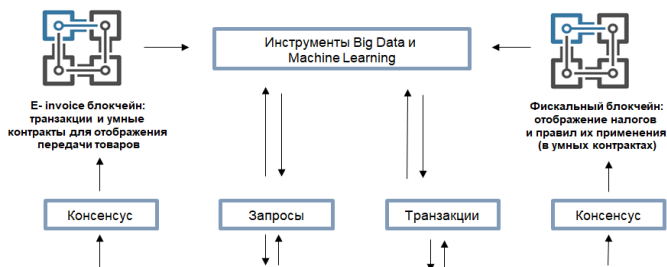 Инструменты Big Data и
Machine Learning
E- invoice блокчейн:
транзакции и умные
контракты для отображения
передачи товаров
Фискальный блокчейн:
отображение налогов
и правил их применения
(в умных контрактах)
Консенсус
Запросы
Транзакции
Консенсус